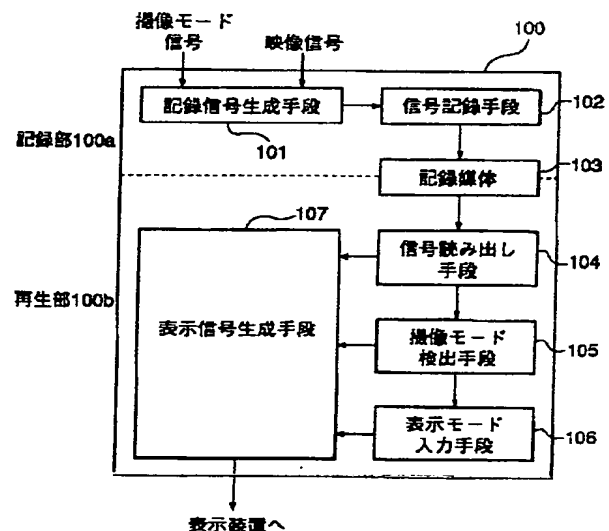 撮像モード
信号
映像信号
100
記録信号生成手段
信号記録手段
102
記録部100a
101
103
記録媒体
107
信号読み出し
手段
104
再生部100b
表示信号生成手段
撮像モード
検出手段
105
表示モード
入力手段
106
表示装置へ